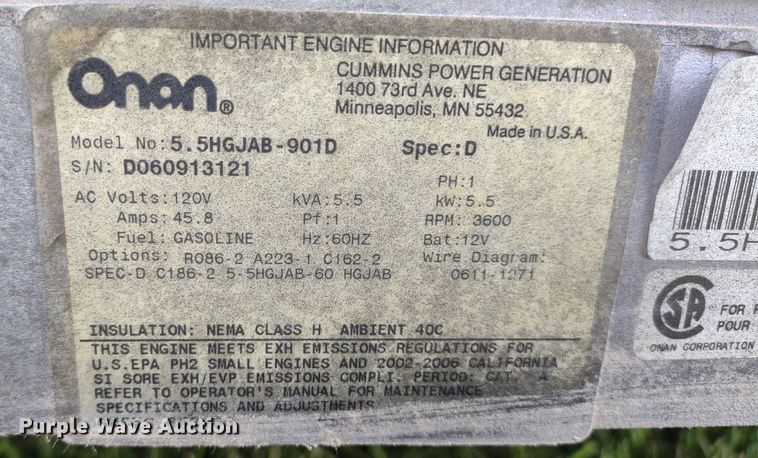 IMPORTANT ENGINE INFORMATION
Onan®
CUMMINS POWER GENERATION
1400 73rd Ave. NE
Minneapolis, MN 55432
Made in U.S.A.
Model No: 5.5HGJAB-901D Spec: D
S/N: D060913121
PH: 1
AC Volts: 120V KVA: 5.5 kW: 5.5
Amps: 45.8 Pf: 1 RPM: 3600
Fuel: GASOLINE Hz: 60HZ Bat: 12V
Options: R086-2 A223-1 C162-2 Wire Diagram:
SPEC-D C186-2 5-5HGJAB-60 HGJAB 0611-1271
INSULATION: NEMA CLASS H AMBIENT 40C
THIS ENGINE MEETS EXH EMISSIONS REGULATIONS FOR
U.S.EPA PH2 SMALL ENGINES AND 2002-2006 CALIFORNIA
SI SORE EXH/EVP EMISSIONS COMPLI. PERIOD: CAT. A
REFER TO OPERATOR'S MANUAL FOR MAINTENANCE
SPECIFICATIONS AND ADJUSTMENTS
5.5H
SA®
FOR
POUR
ONAN CORPORATION
Purple Wave Auction